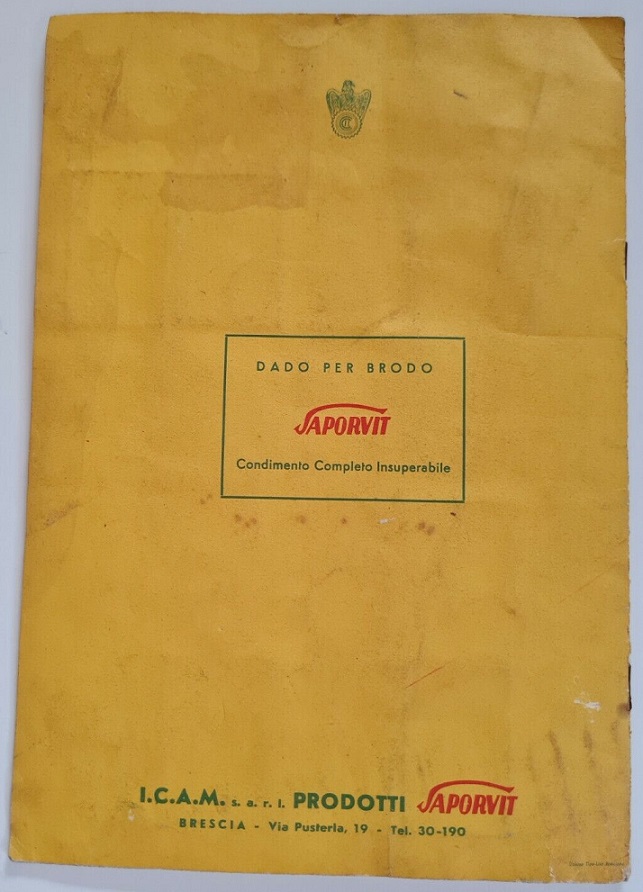 DADO PER BRODO
SAPORVIT
Condimento Completo Insuperabile
I.C.A.M. s. a. r. l. PRODOTTI SAPORVIT
BRESCIA - Via Pusterla, 19 - Tel. 30-190